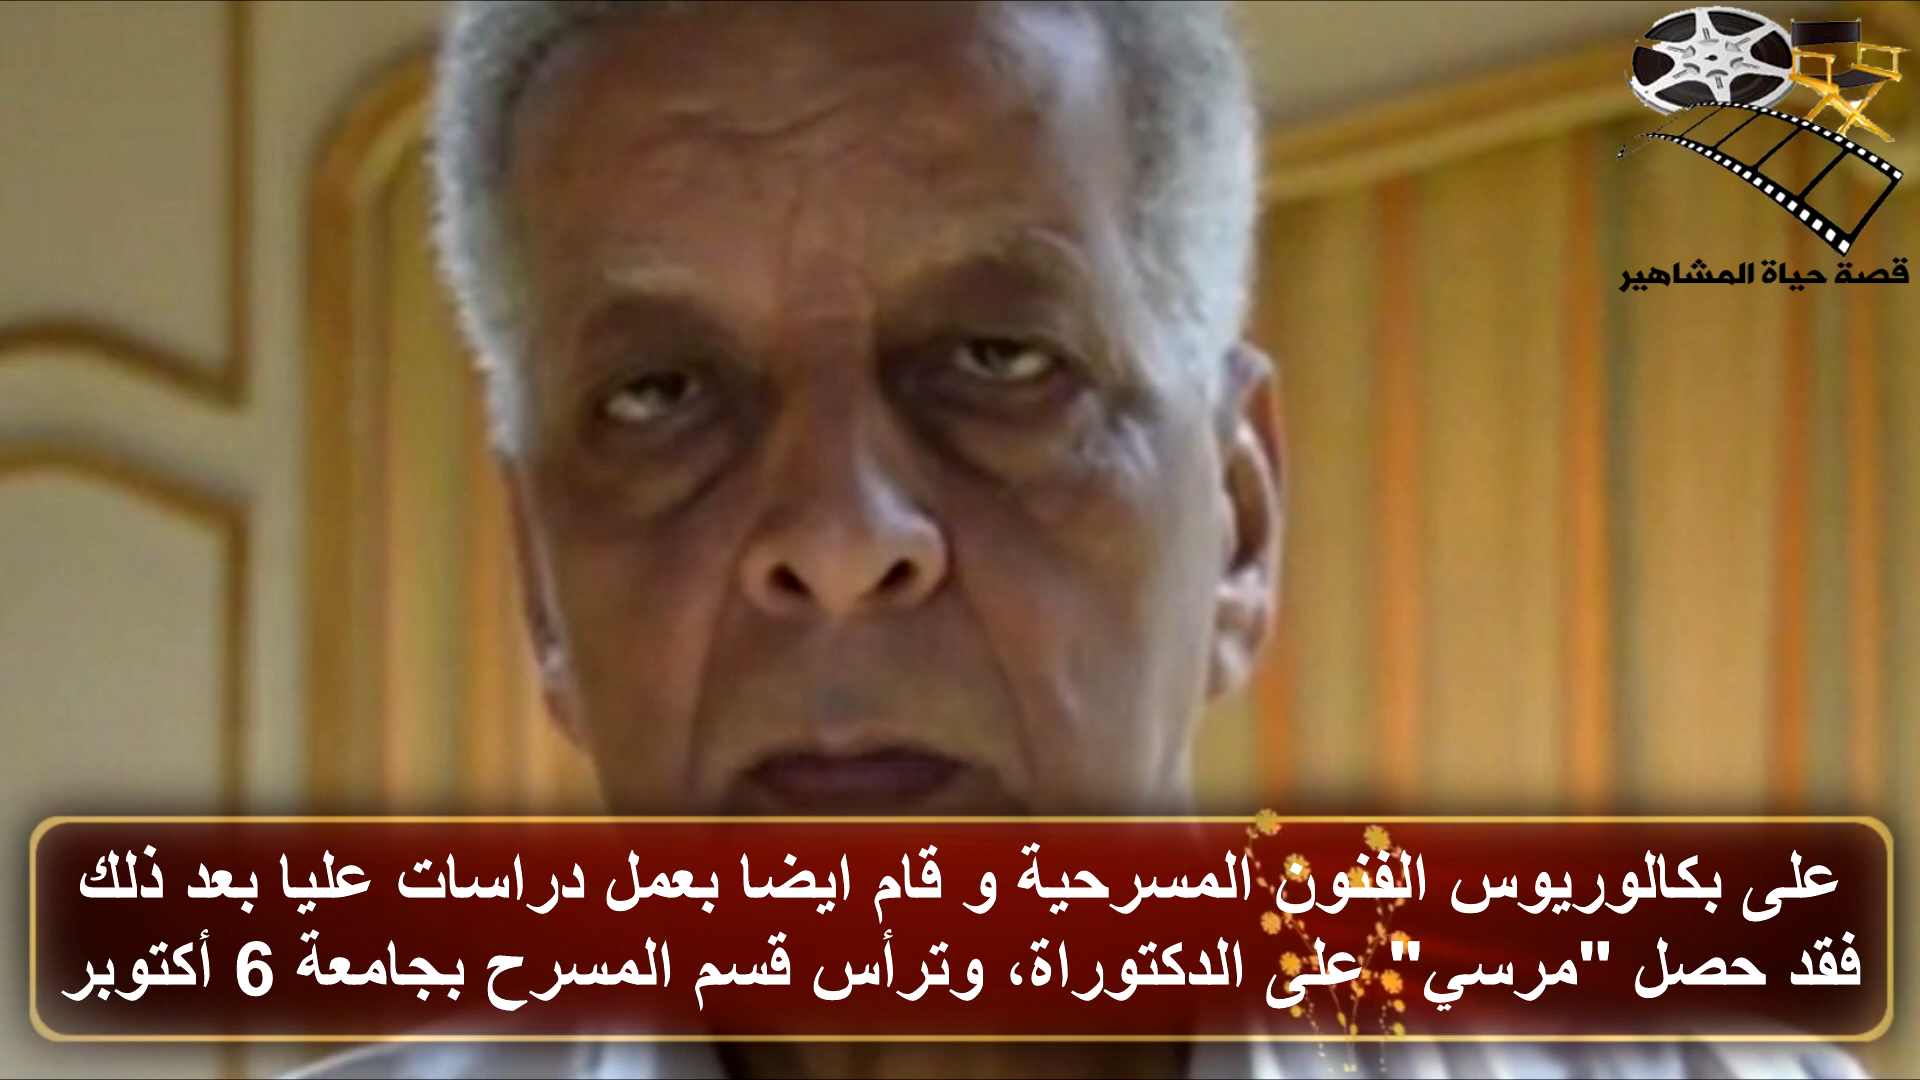 قصة حياة المشاهير
على بكالوريوس الفنون المسرحية و قام ايضا بعمل دراسات عليا بعد ذلك
فقد حصل "مرسي" على الدكتوراة، وترأس قسم المسرح بجامعة 6 أكتوبر